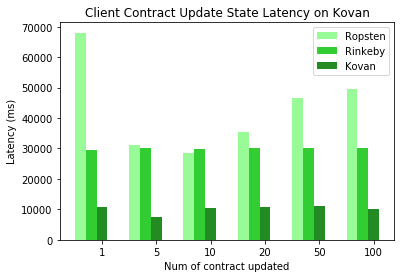 Client Contract Update State Latency on Kovan
70000
60000
50000
40000
30000
20000
10000
0
Latency (ms)
Ropsten
Rinkeby
Kovan
1 5 10 20 50 100
Num of contract updated